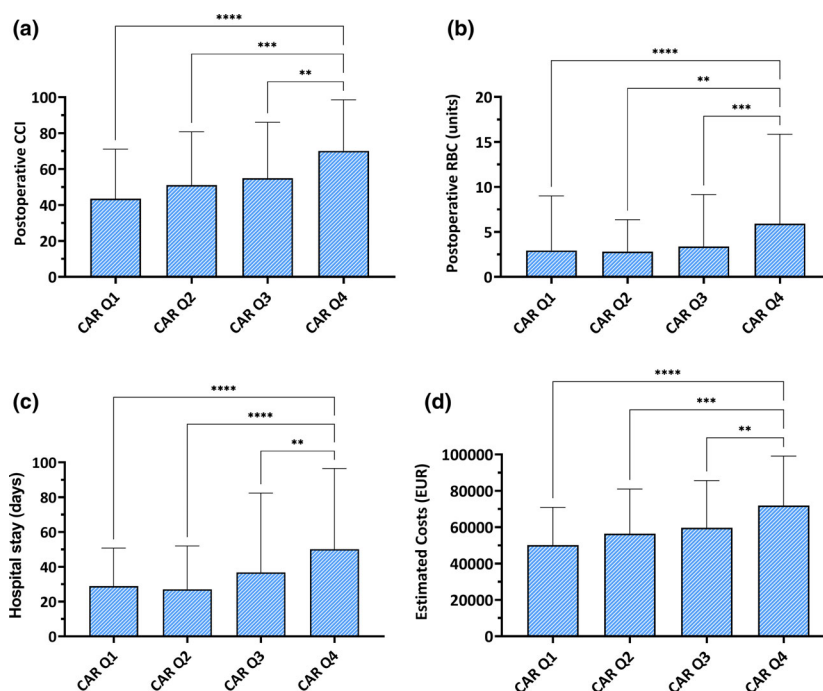 (a)
****
***
**
Postoperative CCI
100
80
60
40
20
0
CAR Q1
CAR Q2
CAR Q3
CAR Q4
(b)
****
**
***
Postoperative RBC (units)
20
15
10
5
0
CAR Q1
CAR Q2
CAR Q3
CAR Q4
(c)
****
****
**
Hospital stay (days)
100
80
60
40
20
0
CAR Q1
CAR Q2
CAR Q3
CAR Q4
(d)
****
***
**
Estimated Costs (EUR)
100000
80000
60000
40000
20000
0
CAR Q1
CAR Q2
CAR Q3
CAR Q4